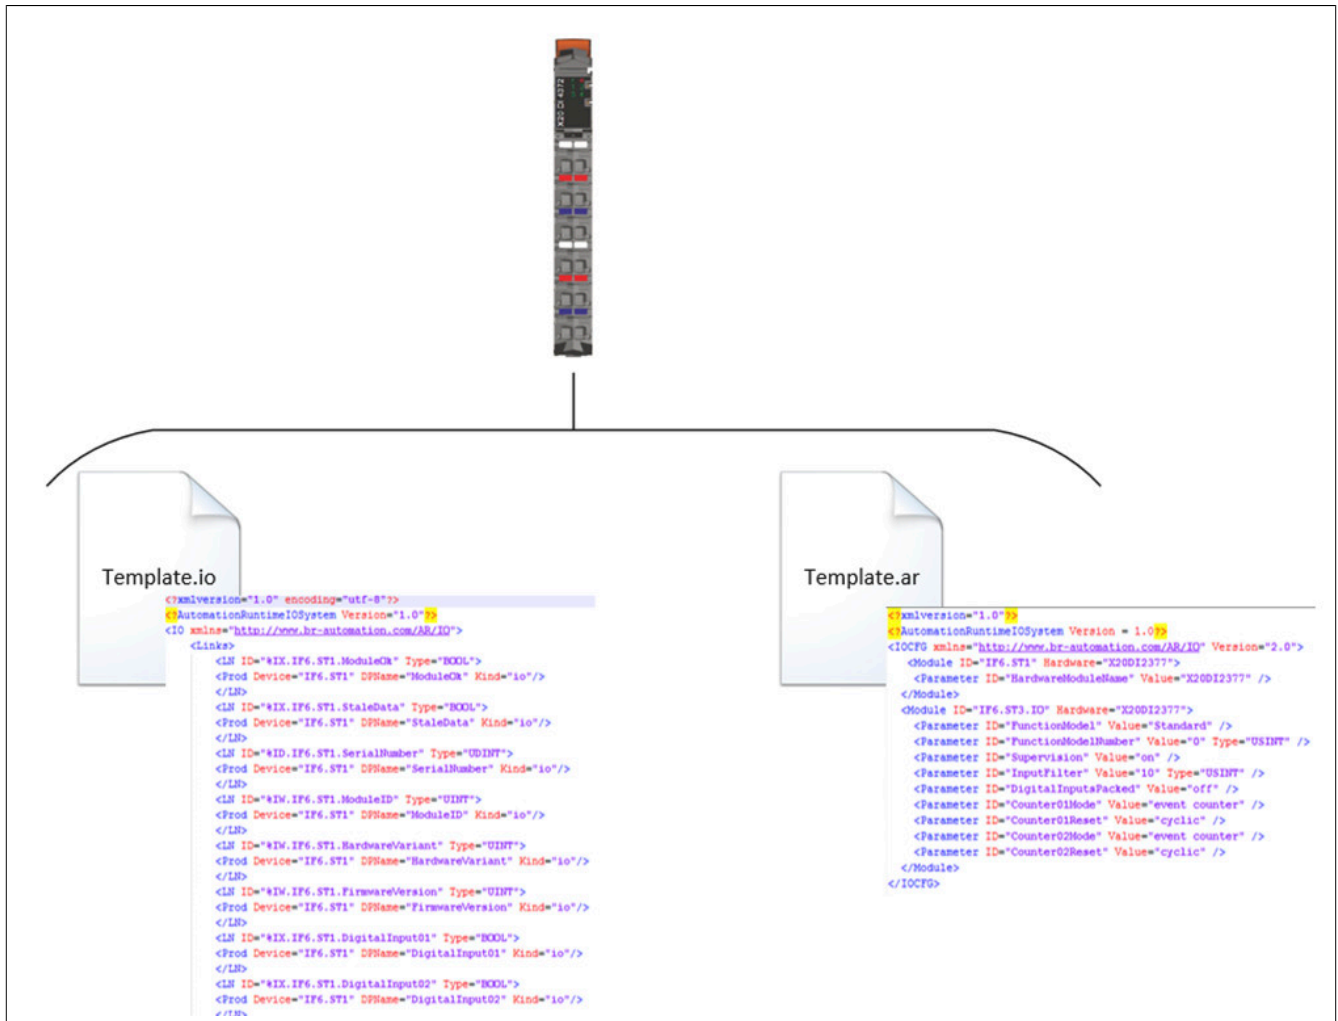 X20 DI 4372
Template.io
<?xmlversion="1.0" encoding="utf-8"?>
<?AutomationRuntimeIOSystem Version="1.0"?>
<IO xmlns="http://www.br-automation.com/AR/IO">
<Links>
<LN ID="%IX.IF6.ST1.ModuleOk" Type="BOOL">
<Prod Device="IF6.ST1" DPName="ModuleOk" Kind="io"/>
</LN>
<LN ID="%IX.IF6.ST1.StaleData" Type="BOOL">
<Prod Device="IF6.ST1" DPName="StaleData" Kind="io"/>
</LN>
<LN ID="%ID.IF6.ST1.SerialNumber" Type="UDINT">
<Prod Device="IF6.ST1" DPName="SerialNumber" Kind="io"/>
</LN>
<LN ID="%IW.IF6.ST1.ModuleID" Type="UINT">
<Prod Device="IF6.ST1" DPName="ModuleID" Kind="io"/>
</LN>
<LN ID="%IW.IF6.ST1.HardwareVariant" Type="UINT">
<Prod Device="IF6.ST1" DPName="HardwareVariant" Kind="io"/>
</LN>
<LN ID="%IW.IF6.ST1.FirmwareVersion" Type="UINT">
<Prod Device="IF6.ST1" DPName="FirmwareVersion" Kind="io"/>
</LN>
<LN ID="%IX.IF6.ST1.DigitalInput01" Type="BOOL">
<Prod Device="IF6.ST1" DPName="DigitalInput01" Kind="io"/>
</LN>
<LN ID="%IX.IF6.ST1.DigitalInput02" Type="BOOL">
<Prod Device="IF6.ST1" DPName="DigitalInput02" Kind="io"/>
</LN>
Template.ar
<?xmlversion="1.0"?>
<?AutomationRuntimeIOSystem Version = 1.0?>
<IOCFG xmlns="http://www.br-automation.com/AR/IO" Version="2.0">
<Module ID="IF6.ST1" Hardware="X20DI2377">
<Parameter ID="HardwareModuleName" Value="X20DI2377" />
</Module>
<Module ID="IF6.ST3.IO" Hardware="X20DI2377">
<Parameter ID="FunctionModel" Value="Standard" />
<Parameter ID="FunctionModelNumber" Value="0" Type="USINT" />
<Parameter ID="Supervision" Value="on" />
<Parameter ID="InputFilter" Value="10" Type="USINT" />
<Parameter ID="DigitalInputsPacked" Value="off" />
<Parameter ID="Counter01Mode" Value="event counter" />
<Parameter ID="Counter01Reset" Value="cyclic" />
<Parameter ID="Counter02Mode" Value="event counter" />
<Parameter ID="Counter02Reset" Value="cyclic" />
</Module>
</IOCFG>